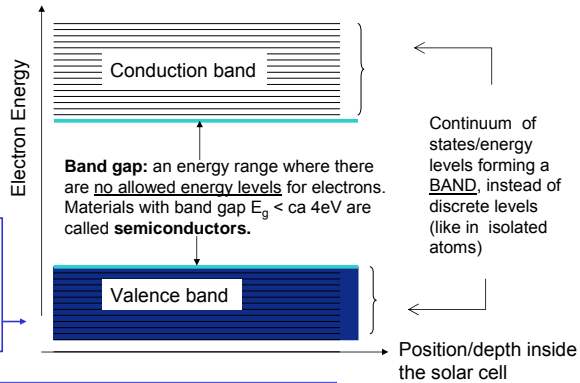 Electron Energy
Conduction band
Band gap: an energy range where there
are no allowed energy levels for electrons.
Materials with band gap Eg < ca 4eV are
called semiconductors.
Continuum of
states/energy
levels forming a
BAND, instead of
discrete levels
(like in isolated
atoms)
Valence band
Position/depth inside
the solar cell